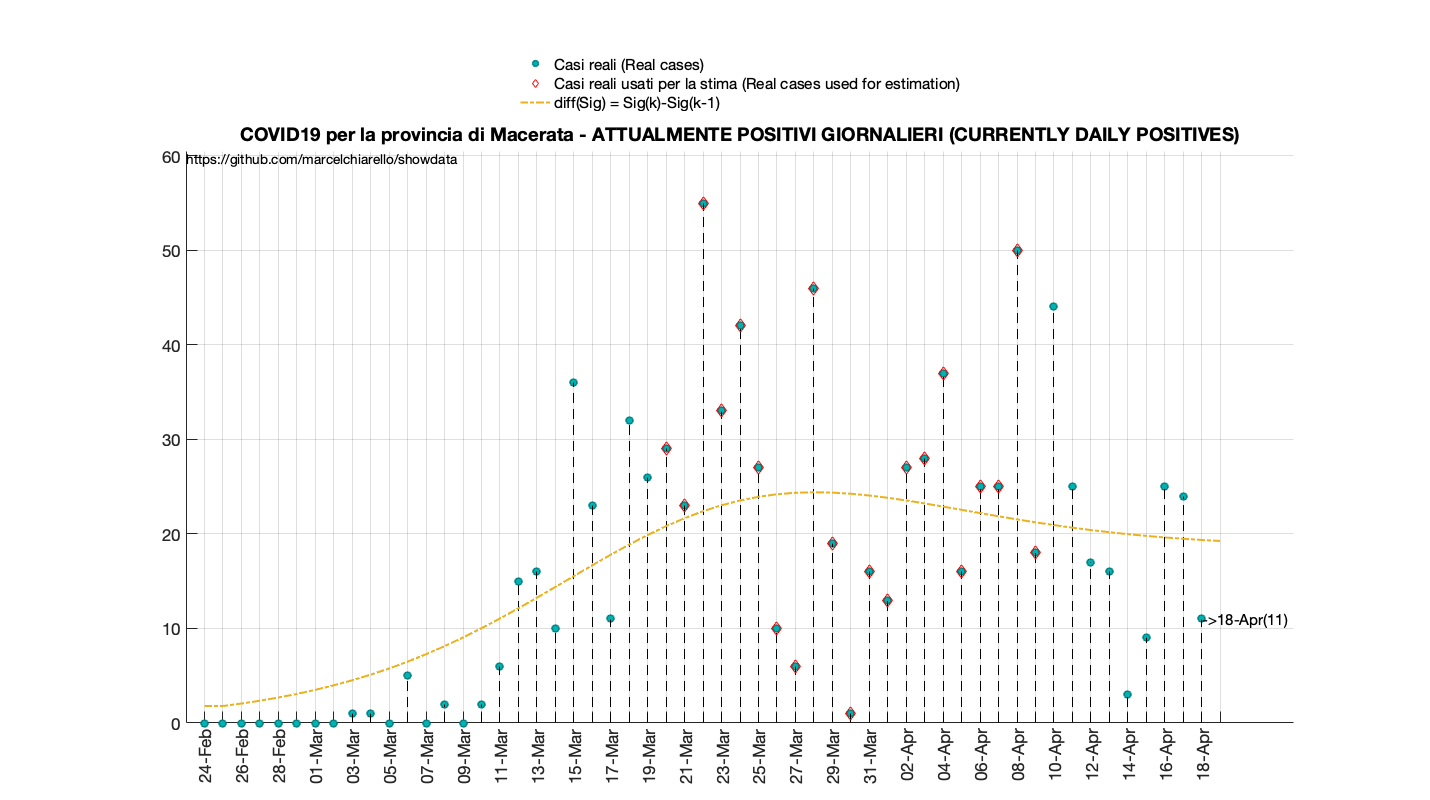 Casi reali (Real cases)
Casi reali usati per la stima (Real cases used for estimation)
diff(Sig) = Sig(k)-Sig(k-1)
COVID19 per la provincia di Macerata - ATTUALMENTE POSITIVI GIORNALIERI (CURRENTLY DAILY POSITIVES)
https://github.com/marcelchiarello/showdata
60
50
40
30
20
10
0
->18-Apr(11)
24-Feb
26-Feb
28-Feb
01-Mar
03-Mar
05-Mar
07-Mar
09-Mar
11-Mar
13-Mar
15-Mar
17-Mar
19-Mar
21-Mar
23-Mar
25-Mar
27-Mar
29-Mar
31-Mar
02-Apr
04-Apr
06-Apr
08-Apr
10-Apr
12-Apr
14-Apr
16-Apr
18-Apr